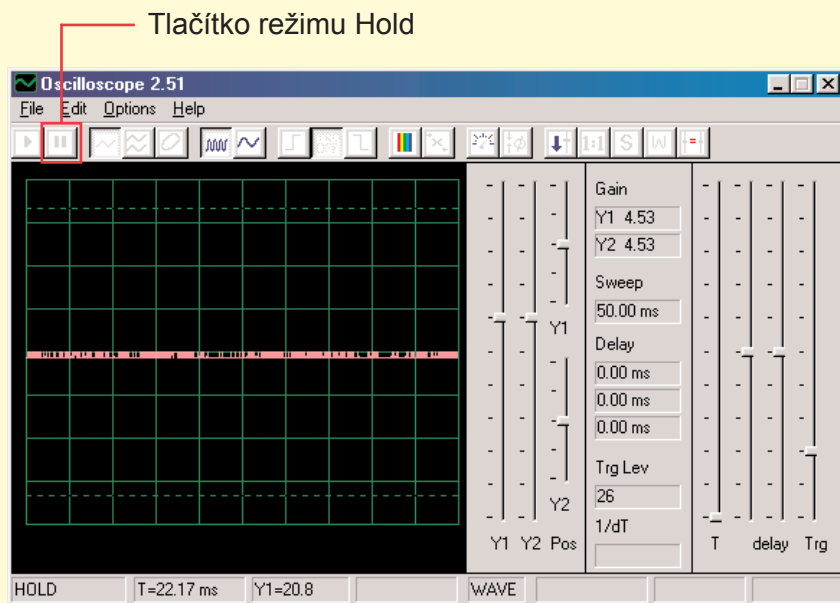 Tlačítko režimu Hold
Oscilloscope 2.51
File Edit Options Help
1:1 S W
Gain
Y1 4.53
Y2 4.53
Sweep
50.00 ms
Delay
0.00 ms
0.00 ms
0.00 ms
Trg Lev
26
1/dT
Y1
Y2
Y1 Y2 Pos
T delay Trg
HOLD T=22.17 ms Y1=20.8 WAVE